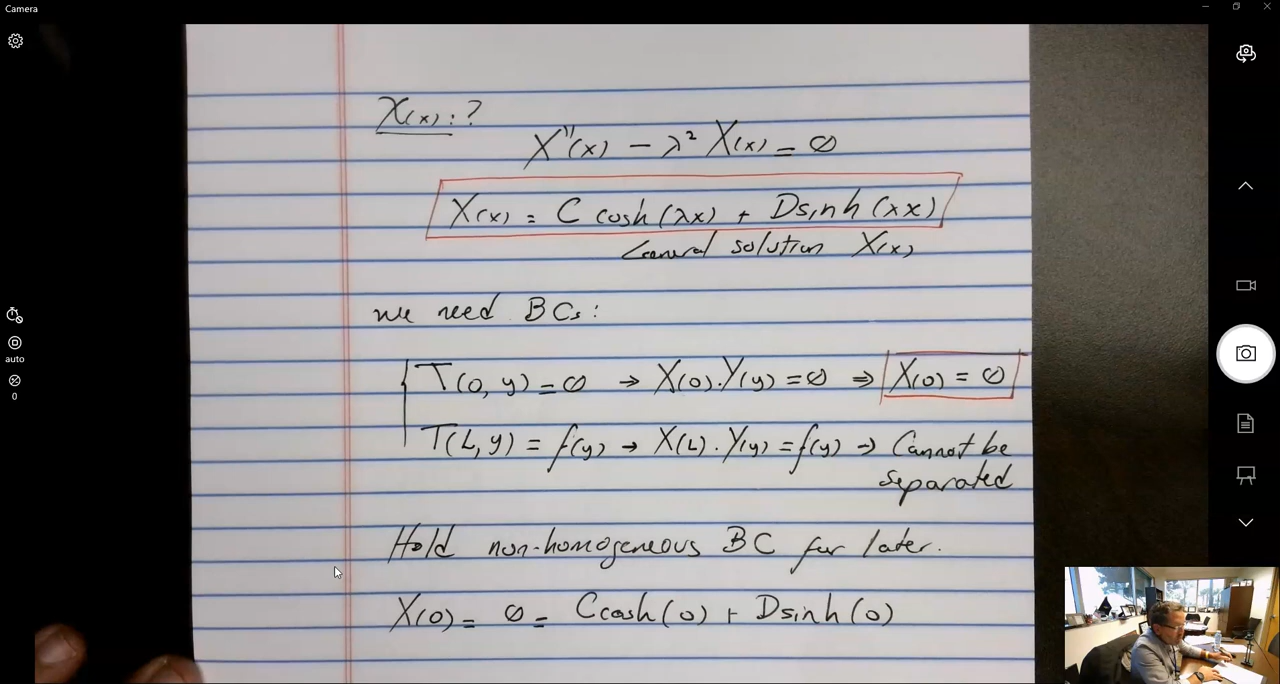 Camera
X(x):?
X''(x) - λ² X(x) = 0
X(x) = C cosh(λx) + D sinh(λx)
General solution X(x)
we need BCs:
T(0, y) = 0 → X(0).Y(y) = 0 ⇒ X(0) = 0
T(L, y) = f(y) → X(L).Y(y) = f(y) → Cannot be
separated
Hold non-homogeneous BC for later.
X(0) = 0 = C cosh(0) + D sinh(0)
auto
0